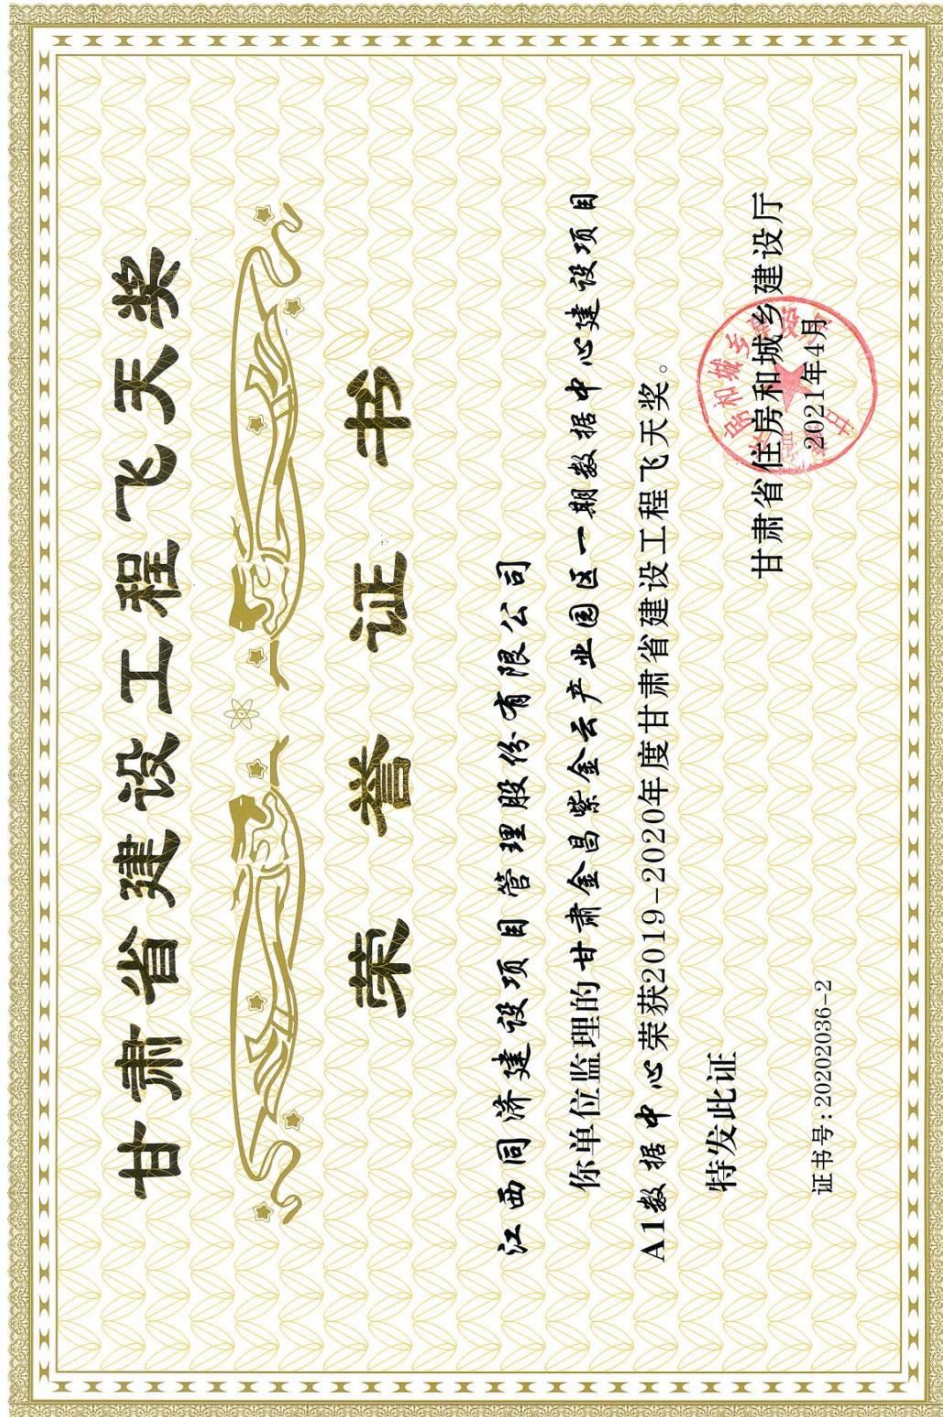 甘肃省建设工程飞天奖
荣誉证书
江西同济建设项目管理股份有限公司
你单位监理的甘肃金昌紫金云产业园区一期数据中心建设项目
A1数据中心荣获2019-2020年度甘肃省建设工程飞天奖。
特发此证
甘肃省住房和城乡建设厅
2021年4月
证书号:20202036-2